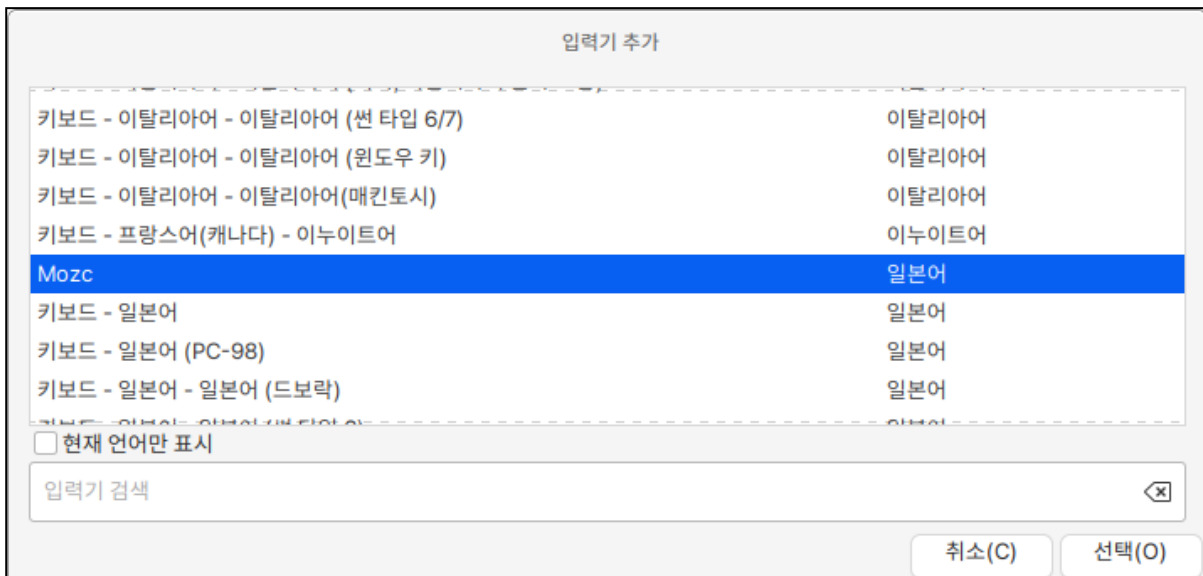 입력기 추가
키보드 - 이탈리아어 - 이탈리아어 (썬 타입 6/7) 이탈리아어
키보드 - 이탈리아어 - 이탈리아어 (윈도우 키) 이탈리아어
키보드 - 이탈리아어 - 이탈리아어(매킨토시) 이탈리아어
키보드 - 프랑스어(캐나다) - 이누이트어 이누이트어
Mozc 일본어
키보드 - 일본어 일본어
키보드 - 일본어 (PC-98) 일본어
키보드 - 일본어 - 일본어 (드보락) 일본어
현재 언어만 표시
입력기 검색
취소(C) 선택(O)